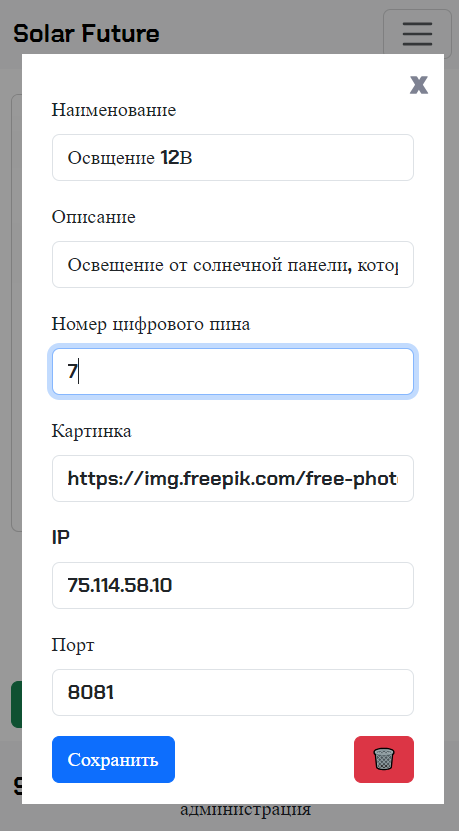 Solar Future
x
Наименование
Освщение 12В
Описание
Освещение от солнечной панели, котор
Номер цифрового пина
7
Картинка
https://img.freepik.com/free-phot
IP
75.114.58.10
Порт
8081
Сохранить
администрация